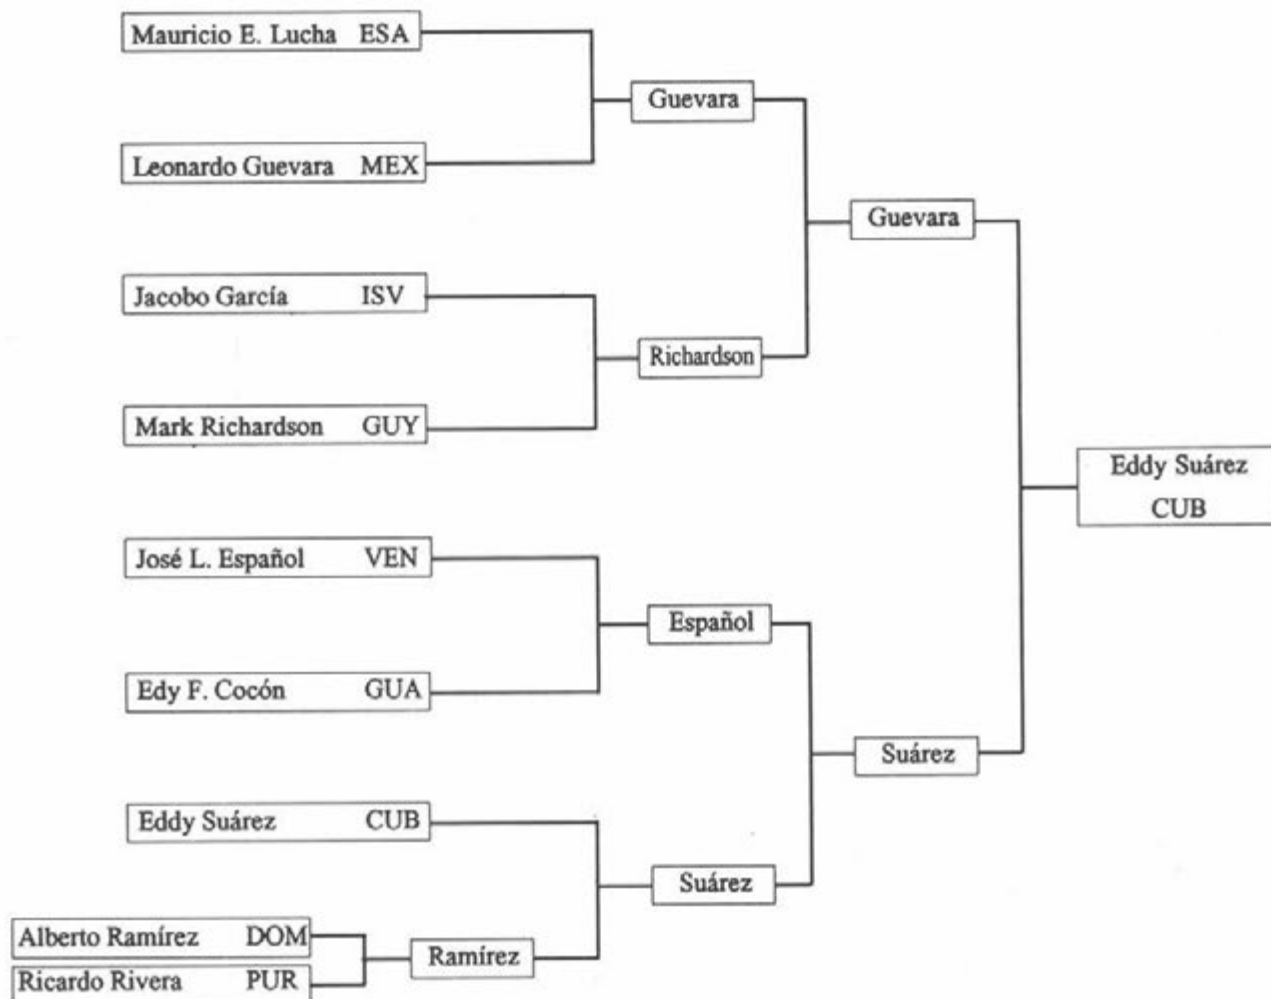 Mauricio E. Lucha ESA
Guevara
Leonardo Guevara MEX
Guevara
Jacobo García ISV
Richardson
Mark Richardson GUY
Eddy Suárez
CUB
José L. Español VEN
Español
Edy F. Cocón GUA
Suárez
Eddy Suárez CUB
Suárez
Alberto Ramírez DOM
Ramírez
Ricardo Rivera PUR